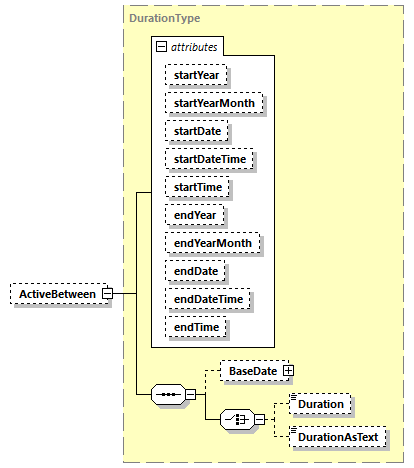 DurationType
attributes
startYear
startYearMonth
startDate
startDateTime
startTime
endYear
endYearMonth
endDate
endDateTime
endTime
ActiveBetween
BaseDate
Duration
DurationAsText